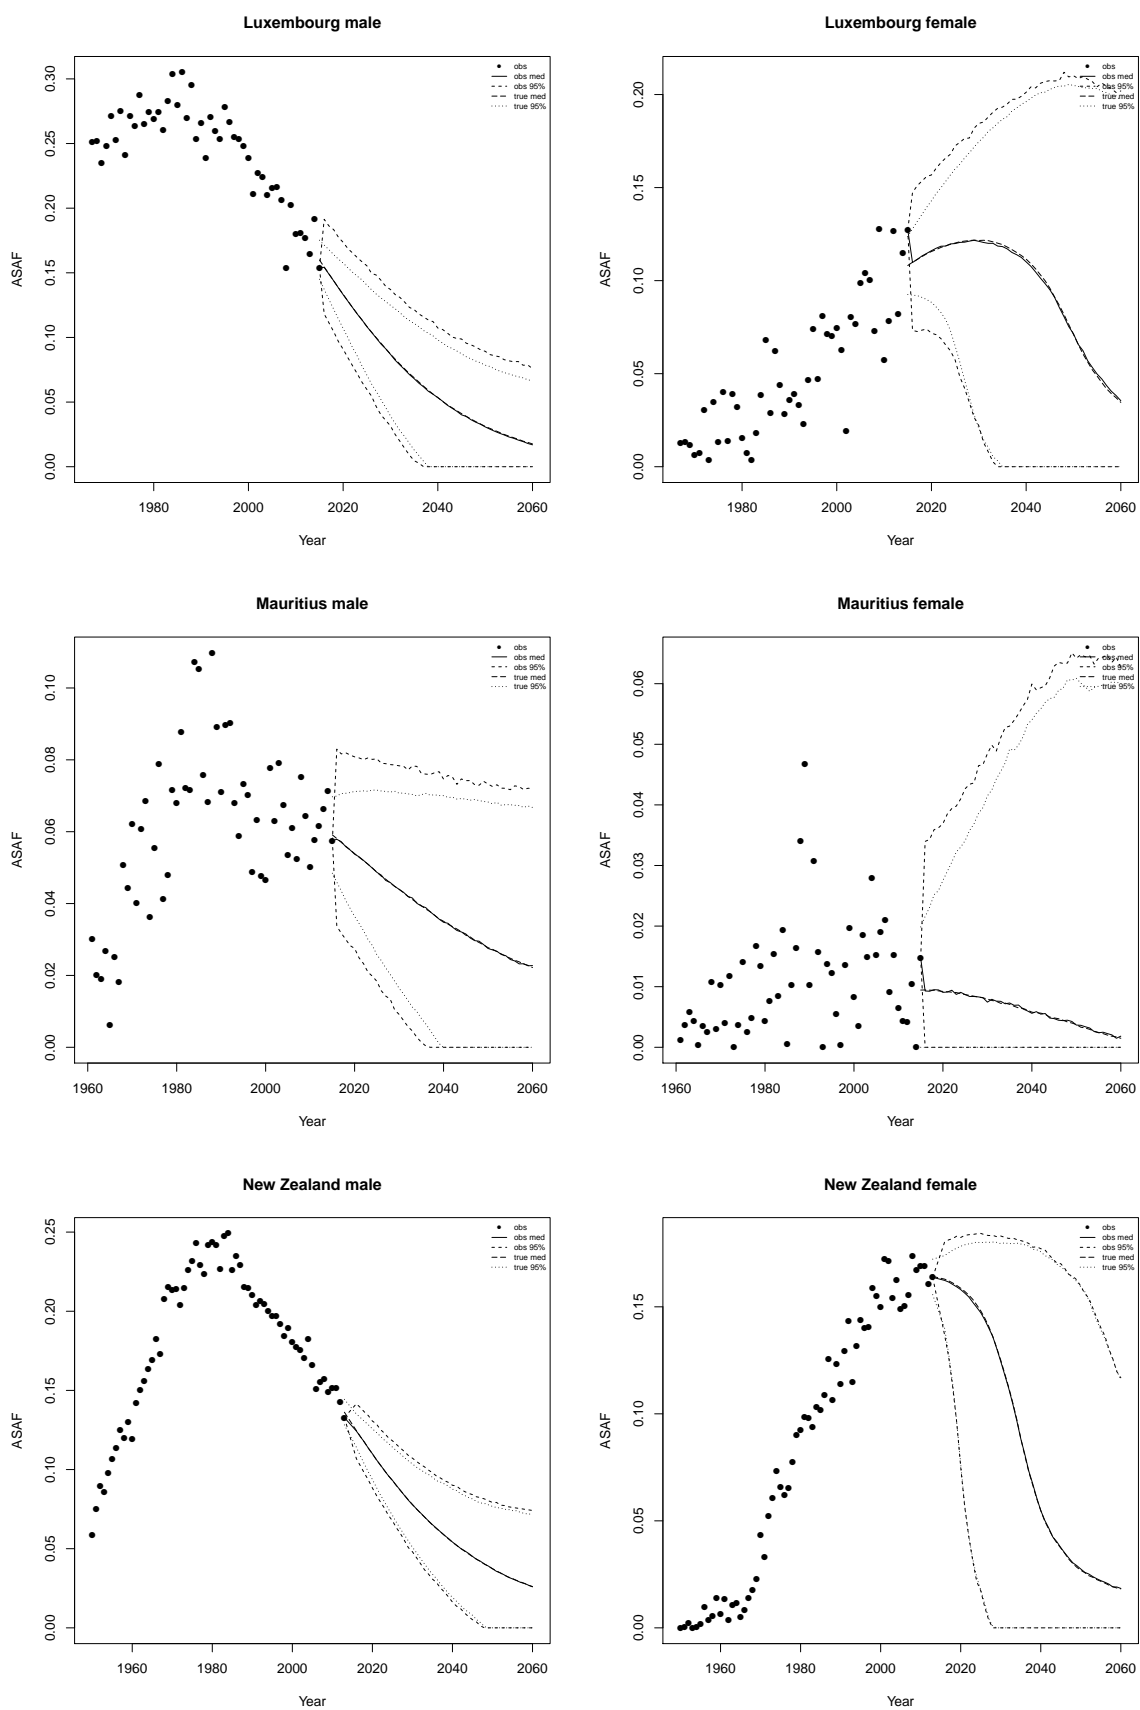 Luxembourg male
ASAF
0.00 0.05 0.10 0.15 0.20 0.25 0.30
obs
obs med
obs 95%
true med
true 95%
1980 2000 2020 2040 2060
Year
Luxembourg female
ASAF
0.00 0.05 0.10 0.15 0.20
obs
obs med
obs 95%
true med
true 95%
1980 2000 2020 2040 2060
Year
Mauritius male
ASAF
0.00 0.02 0.04 0.06 0.08 0.10
obs
obs med
obs 95%
true med
true 95%
1960 1980 2000 2020 2040 2060
Year
Mauritius female
ASAF
0.00 0.01 0.02 0.03 0.04 0.05 0.06
obs
obs med
obs 95%
true med
true 95%
1960 1980 2000 2020 2040 2060
Year
New Zealand male
ASAF
0.00 0.05 0.10 0.15 0.20 0.25
obs
obs med
obs 95%
true med
true 95%
1960 1980 2000 2020 2040 2060
Year
New Zealand female
ASAF
0.00 0.05 0.10 0.15
obs
obs med
obs 95%
true med
true 95%
1960 1980 2000 2020 2040 2060
Year